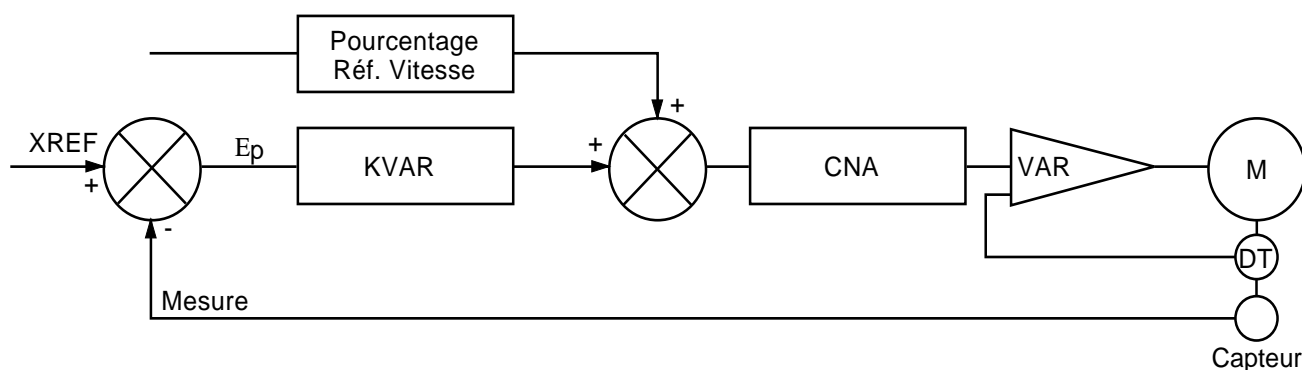 Pourcentage
Réf. Vitesse
+
XREF
+
Ep
KVAR
+
CNA
VAR
M
-
DT
Mesure
Capteur